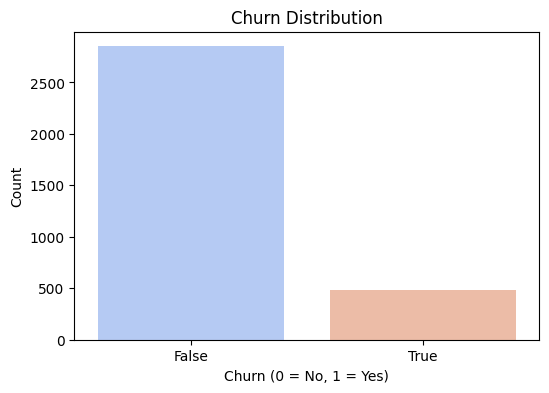 Churn Distribution
2500
2000
1500
1000
500
0
Count
False
True
Churn (0 = No, 1 = Yes)